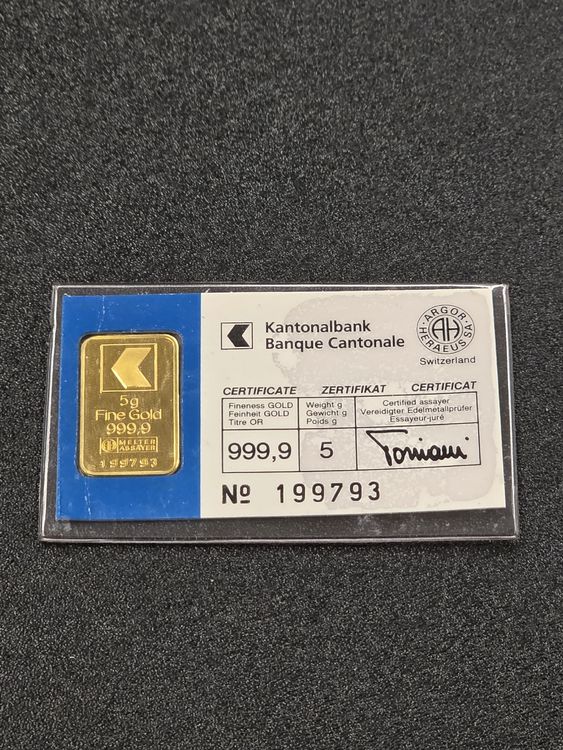 5g
Fine Gold
999,9
MELTER
ASSAYER
199793
Kantonalbank
Banque Cantonale
ARGOR HERAEUS SA
AH
Switzerland
CERTIFICATE ZERTIFIKAT CERTIFICAT
Fineness GOLD
Feinheit GOLD
Titre OR
Weight g
Gewicht g
Poids g
Certified assayer
Vereidigter Edelmetallprüfer
Essayeur-juré
999,9
5
Nº 199793